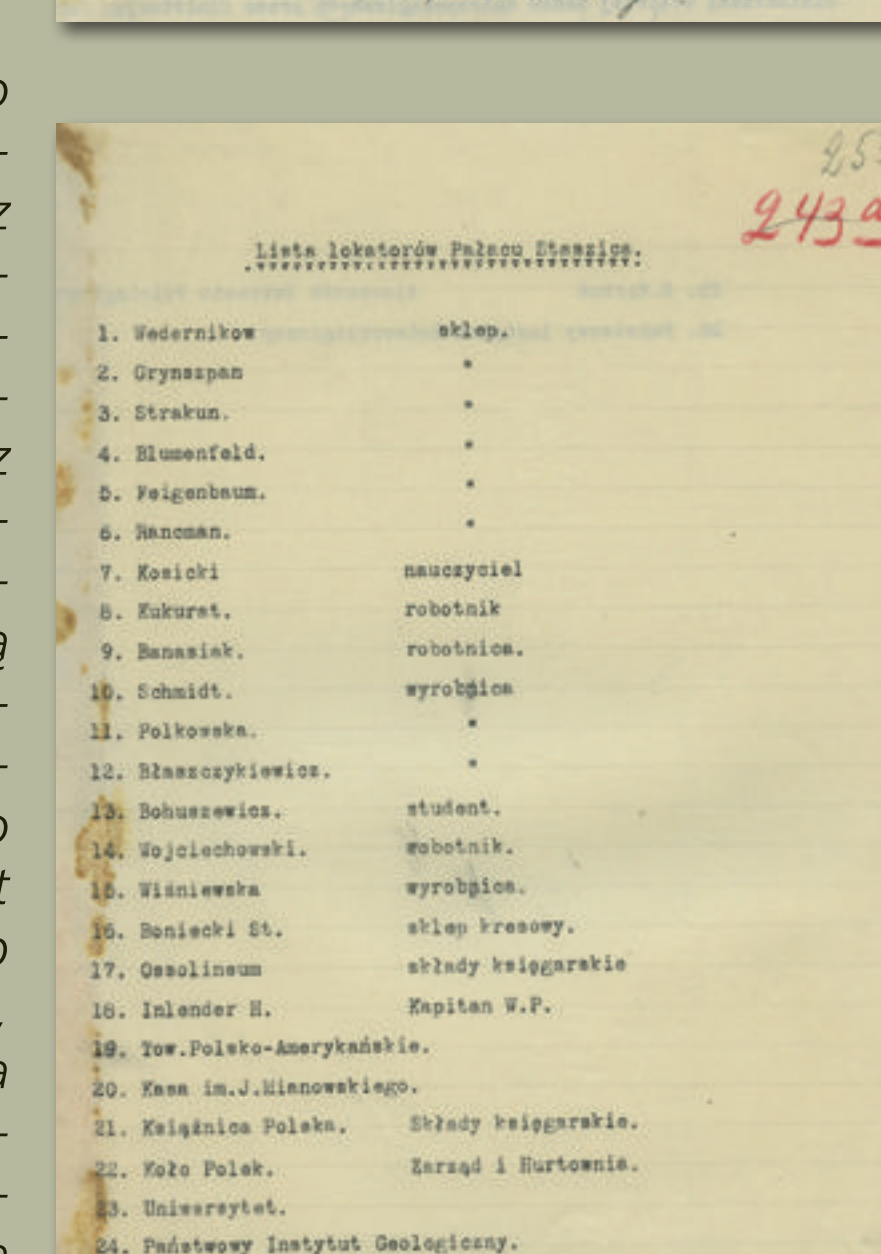 25
243a
Lista lokatorów Pałacu Staszica.
1. Wedernikow sklep.
2. Grynszpan "
3. Strakun. "
4. Blumenfeld. "
5. Feigenbaum. "
6. Rancman. "
7. Kosicki nauczyciel
8. Kukurat. robotnik
9. Banasiak. robotnica.
10. Schmidt. wyrobnica
11. Polkowska. "
12. Błaszczykiewicz. "
13. Bohuszewicz. student.
14. Wojciechowski. robotnik.
15. Wiśniewska wyrobnica.
16. Boniecki St. sklep kresowy.
17. Ossolineum składy księgarskie
18. Inlender H. Kapitan W.P.
19. Tow.Polsko-Amerykańskie.
20. Kasa im.J.Mianowskiego.
21. Książnica Polska. Składy księgarskie.
22. Koło Polek. Zarząd i Hurtownia.
23. Uniwersytet.
24. Państwowy Instytut Geologiczny.